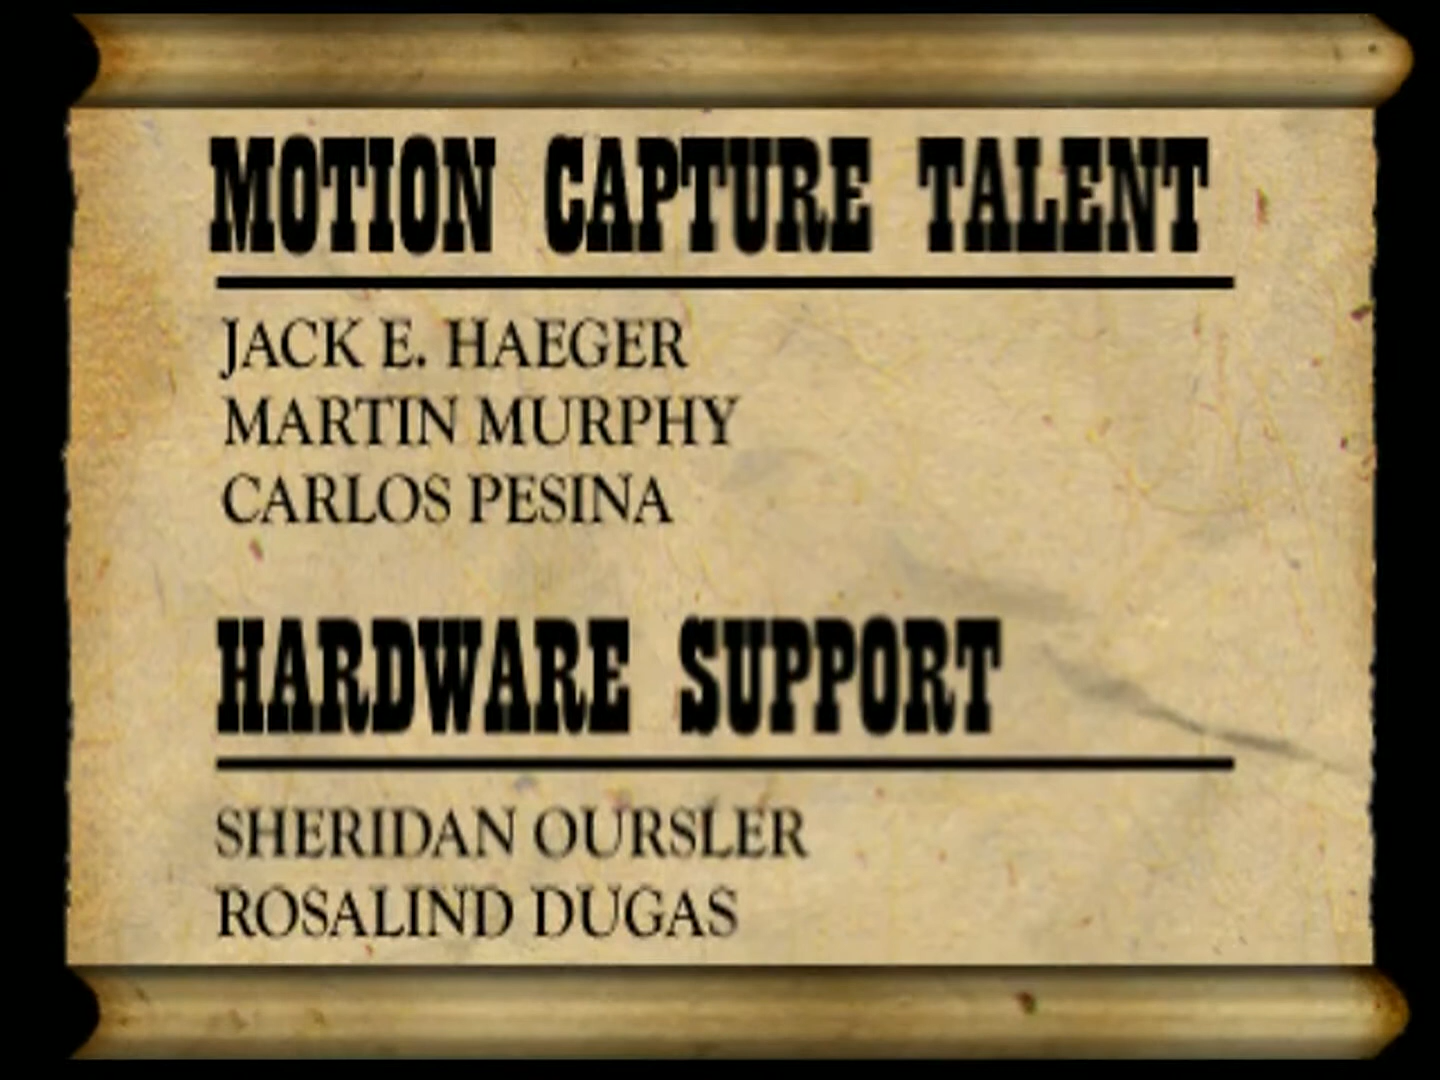 MOTION CAPTURE TALENT
JACK E. HAEGER
MARTIN MURPHY
CARLOS PESINA
HARDWARE SUPPORT
SHERIDAN OURSLER
ROSALIND DUGAS